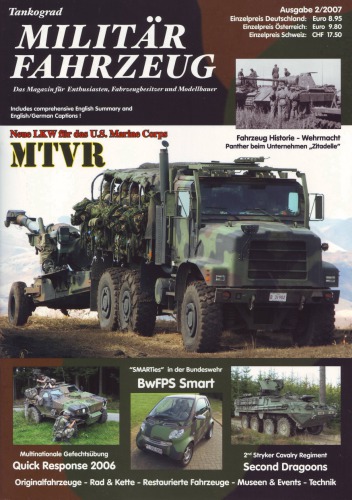 Tankograd
MILITÄR
FAHRZEUG
Das Magazin für Enthusiasten, Fahrzeugbesitzer und Modellbauer
Includes comprehensive English Summary and
English/German Captions !
Ausgabe 2/2007
Einzelpreis Deutschland: Euro 8.95
Einzelpreis Österreich: Euro 9.80
Einzelpreis Schweiz: CHF 17.50
Fahrzeug Historie - Wehrmacht
Panther beim Unternehmen „Zitadelle"
Neue LKW für das U.S. Marine Corps
MTVR
Multinationale Gefechtsübung
Quick Response 2006
"SMARTies" in der Bundeswehr
BwFPS Smart
2nd Stryker Cavalry Regiment
Second Dragoons
Originalfahrzeuge - Rad & Kette - Restaurierte Fahrzeuge - Museen & Events - Technik